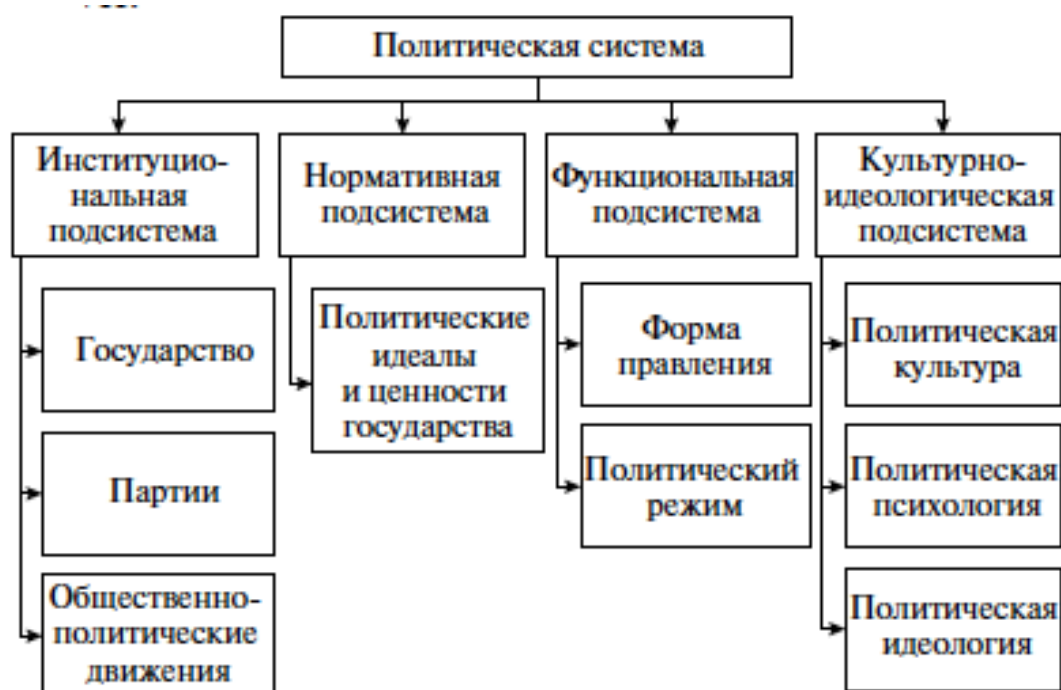 Политическая система
Институцио-
нальная
подсистема
Нормативная
подсистема
Функциональная
подсистема
Культурно-
идеологическая
подсистема
Государство
Партии
Общественно-
политические
движения
Политические
идеалы
и ценности
государства
Форма
правления
Политический
режим
Политическая
культура
Политическая
психология
Политическая
идеология